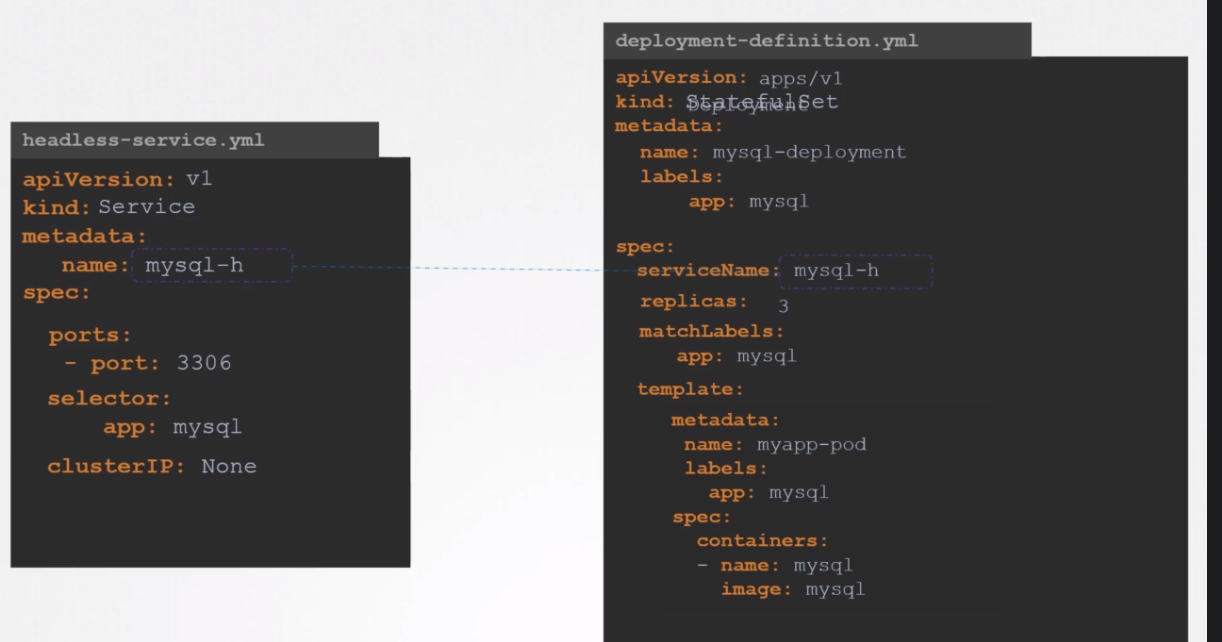 headless-service.yml
apiVersion: v1
kind: Service
metadata:
name: mysql-h
spec:
ports:
- port: 3306
selector:
app: mysql
clusterIP: None
deployment-definition.yml
apiVersion: apps/v1
kind: StatefulSet
Deployment
metadata:
name: mysql-deployment
labels:
app: mysql
spec:
serviceName: mysql-h
replicas: 3
matchLabels:
app: mysql
template:
metadata:
name: myapp-pod
labels:
app: mysql
spec:
containers:
- name: mysql
image: mysql